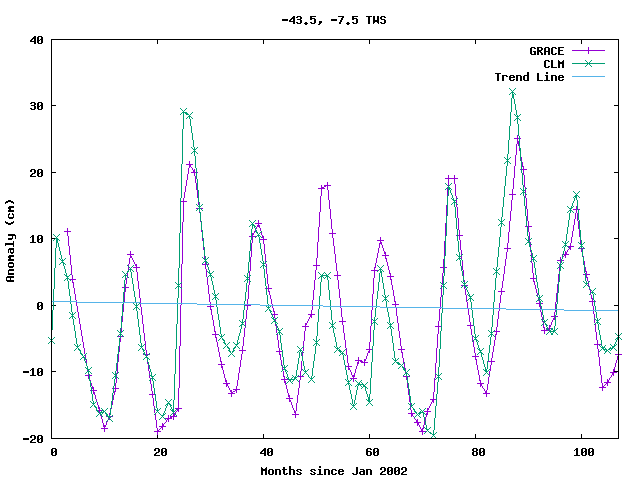 -43.5, -7.5 TWS
GRACE
CLM
Trend Line
Anomaly (cm)
40
30
20
10
0
-10
-20
0 20 40 60 80 100
Months since Jan 2002